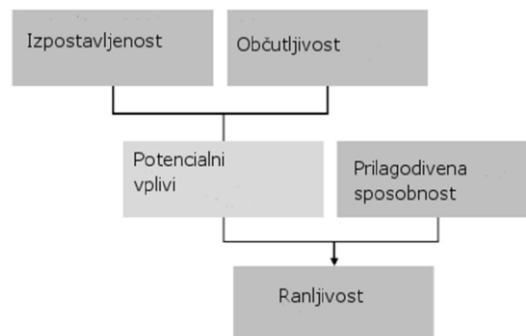 Izpostavljenost
Občutljivost
Potencialni
vplivi
Prilagodivena
sposobnost
Ranljivost